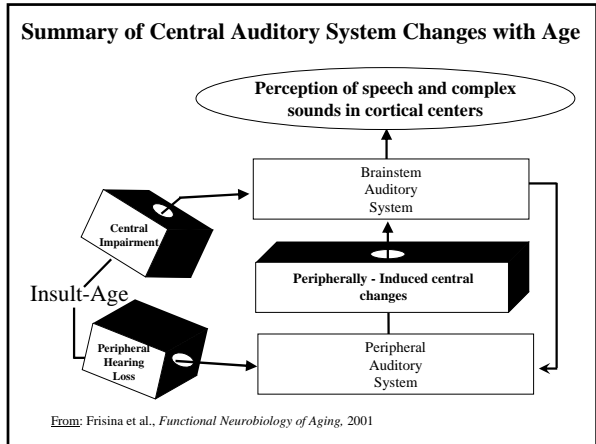 Summary of Central Auditory System Changes with Age
Perception of speech and complex
sounds in cortical centers
Brainstem
Auditory
System
Central
Impairment
Peripherally - Induced central
changes
Insult-Age
Peripheral
Hearing
Loss
Peripheral
Auditory
System
From: Frisina et al., Functional Neurobiology of Aging, 2001